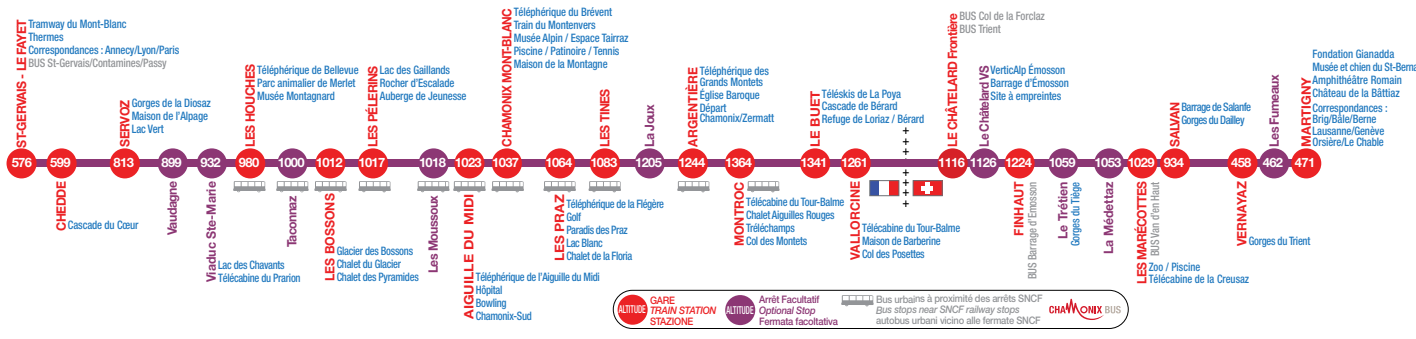 ST-GERVAIS - LE FAYET
Tramway du Mont-Blanc
Thermes
Correspondances : Annecy/Lyon/Paris
BUS St-Gervais/Contamines/Passy
576
599
CHEDDE
Cascade du Cœur
SERVOZ
Gorges de la Diosaz
Maison de l'Alpage
Lac Vert
813
899
Vaudagne
932
Viaduc Ste-Marie
Lac des Chavants
Télécabine du Prarion
LES HOUCHES
Téléphérique de Bellevue
Parc animalier de Merlet
Musée Montagnard
980
1000
Taconnaz
1012
LES BOSSONS
Glacier des Bossons
Chalet du Glacier
Chalet des Pyramides
LES PÉLERINS
Lac des Gaillands
Rocher d'Escalade
Auberge de Jeunesse
1017
1018
Les Moussoux
1023
AIGUILLE DU MIDI
Téléphérique de l'Aiguille du Midi
Hôpital
Bowling
Chamonix-Sud
CHAMONIX MONT-BLANC
Téléphérique du Brévent
Train du Montenvers
Musée Alpin / Espace Tairraz
Piscine / Patinoire / Tennis
Maison de la Montagne
1037
1064
LES PRAZ
Téléphérique de la Flégère
Golf
Paradis des Praz
Lac Blanc
Chalet de la Floria
LES TINES
1083
La Joux
1205
ARGENTIÈRE
Téléphérique des
Grands Montets
Église Baroque
Départ
Chamonix/Zermatt
1244
1364
MONTROC
Télécabine du Tour-Balme
Chalet Aiguilles Rouges
Tréléchamps
Col des Montets
LE BUET
Téléskis de La Poya
Cascade de Bérard
Refuge de Loriaz / Bérard
1341
1261
VALLORCINE
Télécabine du Tour-Balme
Maison de Barberine
Col des Posettes
LE CHÂTELARD Frontière
BUS Col de la Forclaz
BUS Trient
1116
Le Châtelard VS
VerticAlp Émosson
Barrage d'Émosson
Site à empreintes
1126
1224
FINHAUT
BUS Barrage d'Emosson
1059
Le Trétien
Gorges du Tiège
1053
La Médettaz
1029
LES MARÉCOTTES
BUS Van d'en Haut
Zoo / Piscine
Télécabine de la Creusaz
SALVAN
Barrage de Salanfe
Gorges du Dailley
934
458
VERNAYAZ
Gorges du Trient
Les Fumeaux
462
MARTIGNY
Fondation Gianadda
Musée et chien du St-Berna
Amphithéâtre Romain
Château de la Bâttiaz
Correspondances :
Brig/Bâle/Berne
Lausanne/Genève
Orsière/Le Chable
471
ALTITUDE
GARE
TRAIN STATION
STAZIONE
ALTITUDE
Arrêt Facultatif
Optional Stop
Fermata facoltativa
Bus urbains à proximité des arrêts SNCF
Bus stops near SNCF railway stops
autobus urbani vicino alle fermate SNCF
CHAMONIX BUS